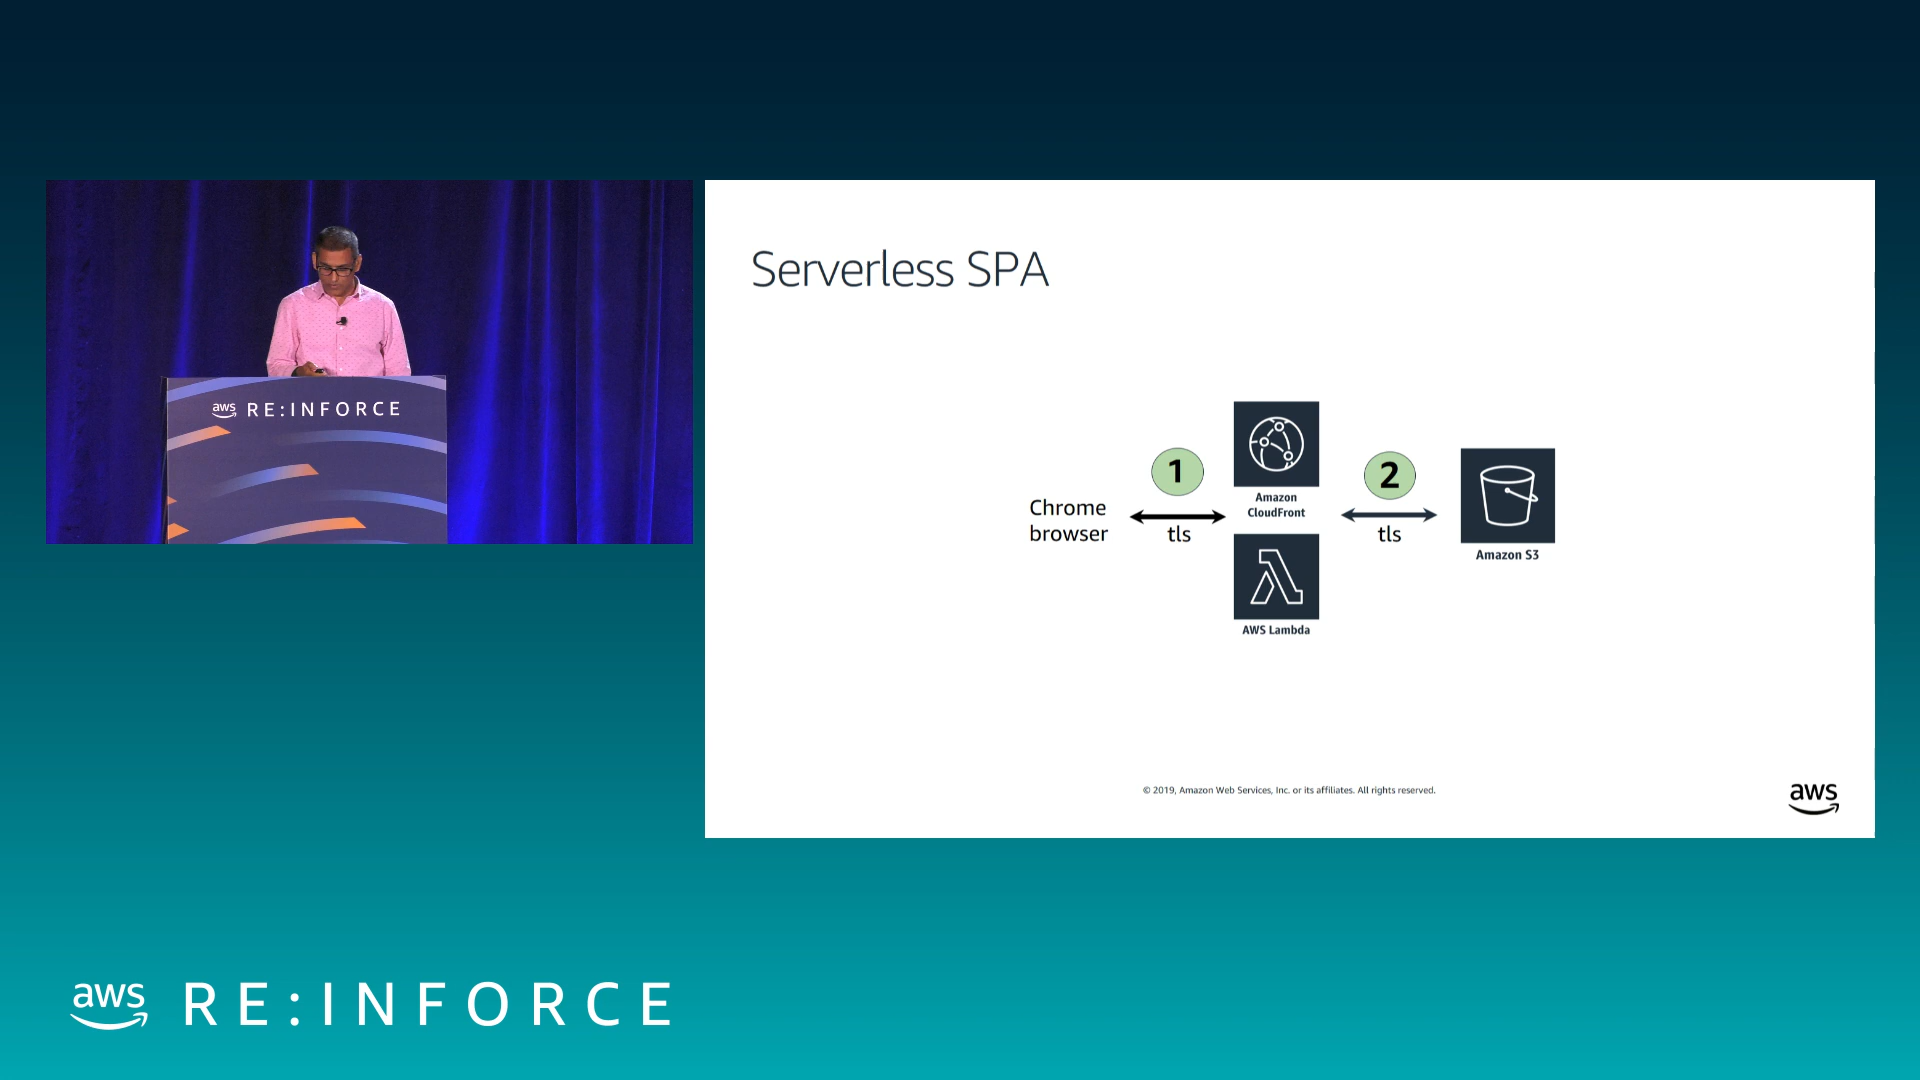 aws RE:INFORCE
Serverless SPA
1
2
Chrome
browser
tls
Amazon
CloudFront
AWS Lambda
tls
Amazon S3
© 2019, Amazon Web Services, Inc. or its affiliates. All rights reserved.
aws
aws RE:INFORCE